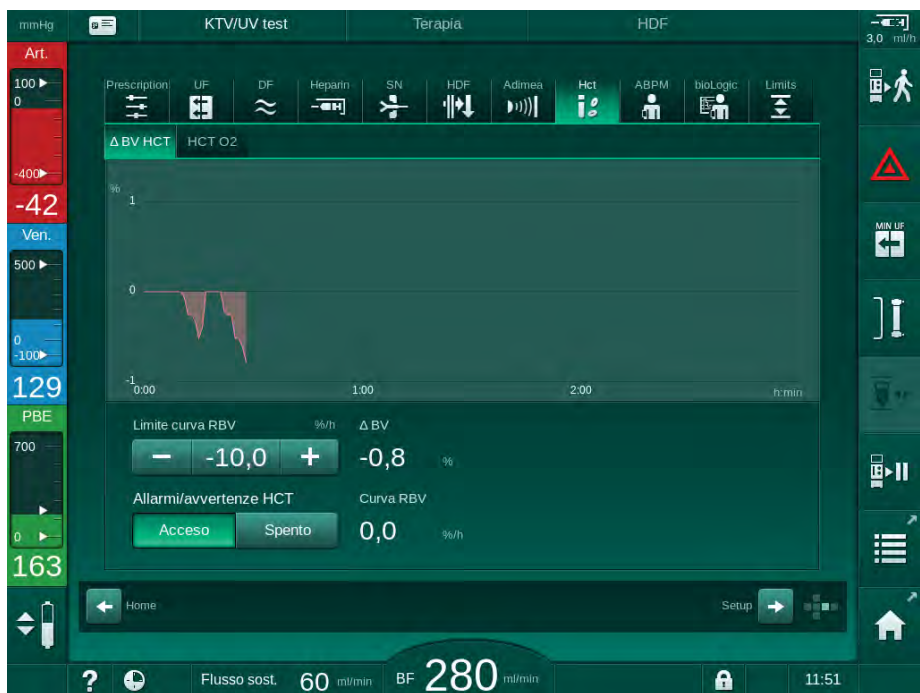 mmHg
KTV/UV test
Terapia
HDF
3,0 ml/h
Art.
100
0
-400
-42
Ven.
500
0
-100
129
PBE
700
0
163
Prescription
UF
DF
Heparin
SN
HDF
Adimea
Hct
ABPM
bioLogic
Limits
Δ BV HCT
HCT O2
%
1
0
-1
0:00
1:00
2:00
h:min
Limite curva RBV
%/h
Δ BV
− -10,0 +
-0,8 %
Allarmi/avvertenze HCT
Curva RBV
Acceso
Spento
0,0 %/h
MIN UF
Home
Setup
?
Flusso sost. 60 ml/min
BF 280 ml/min
11:51